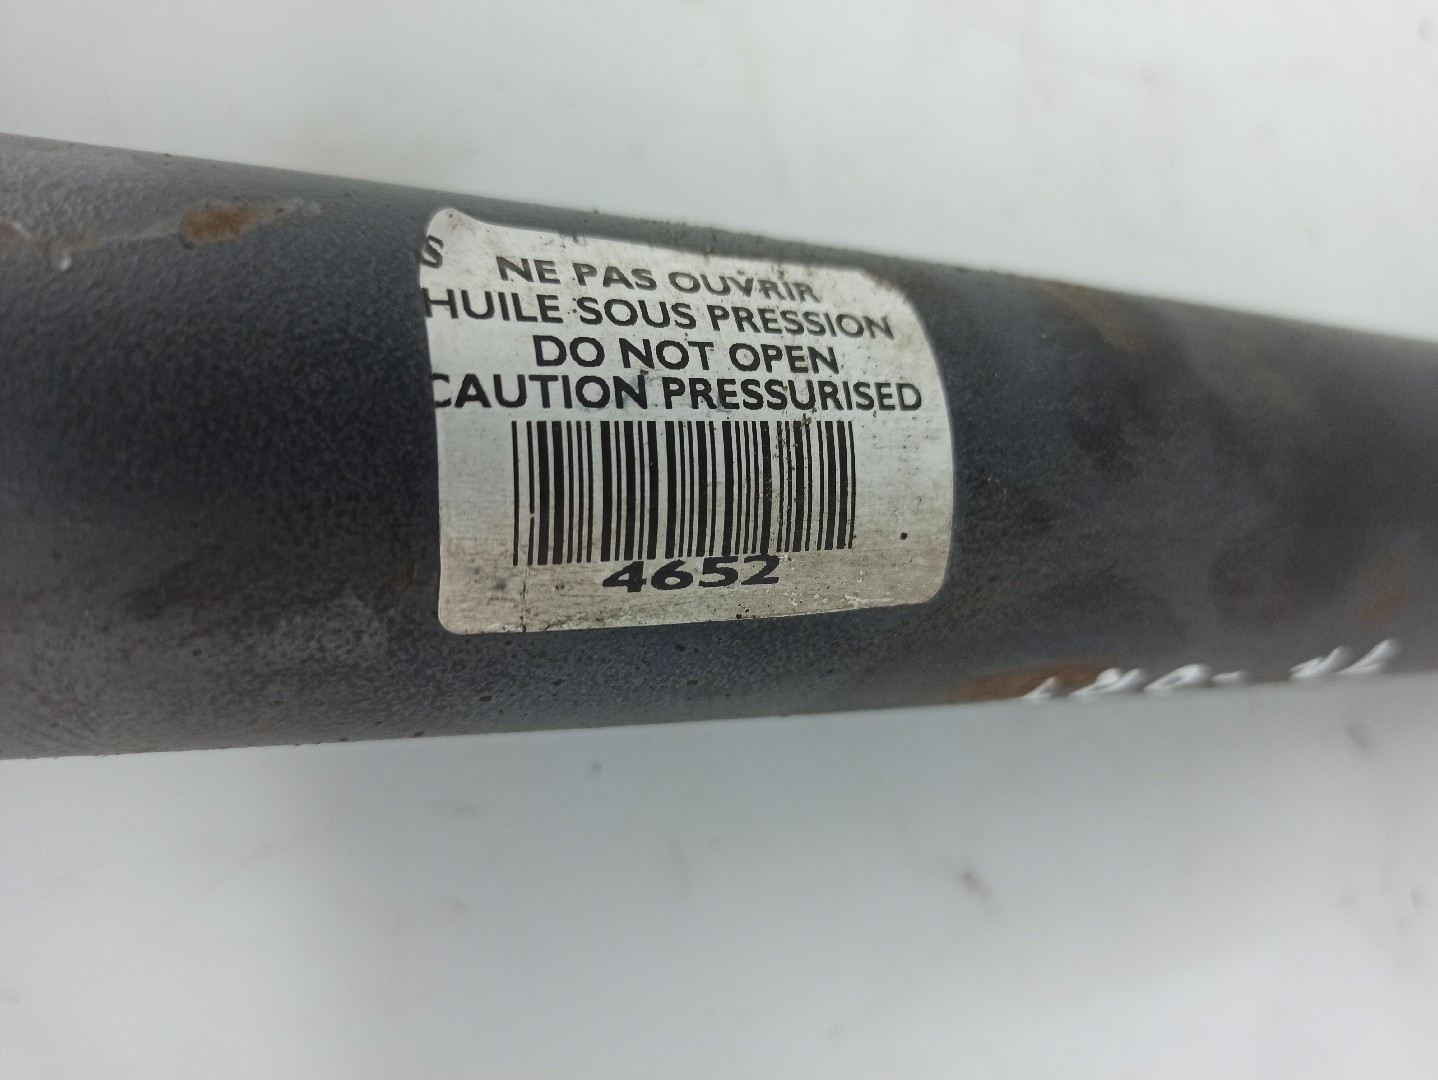 S NE PAS OUVRIR
HUILE SOUS PRESSION
DO NOT OPEN
CAUTION PRESSURISED
4652